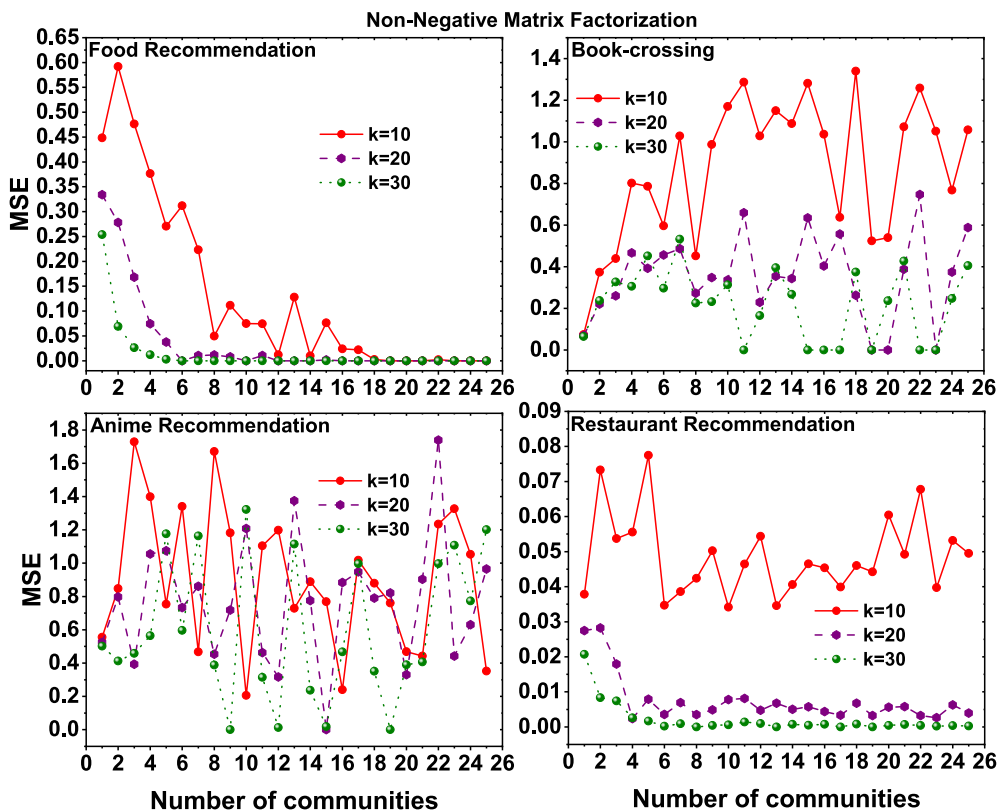 Non-Negative Matrix Factorization
Food Recommendation
MSE
0.65
0.60
0.55
0.50
0.45
0.40
0.35
0.30
0.25
0.20
0.15
0.10
0.05
0.00
k=10
k=20
k=30
0 2 4 6 8 10 12 14 16 18 20 22 24 26
Book-crossing
1.4
1.2
1.0
0.8
0.6
0.4
0.2
0.0
k=10
k=20
k=30
0 2 4 6 8 10 12 14 16 18 20 22 24 26
Anime Recommendation
MSE
1.8
1.6
1.4
1.2
1.0
0.8
0.6
0.4
0.2
0.0
k=10
k=20
k=30
0 2 4 6 8 10 12 14 16 18 20 22 24 26
Number of communities
Restaurant Recommendation
0.09
0.08
0.07
0.06
0.05
0.04
0.03
0.02
0.01
0.00
k=10
k=20
k=30
0 2 4 6 8 10 12 14 16 18 20 22 24 26
Number of communities